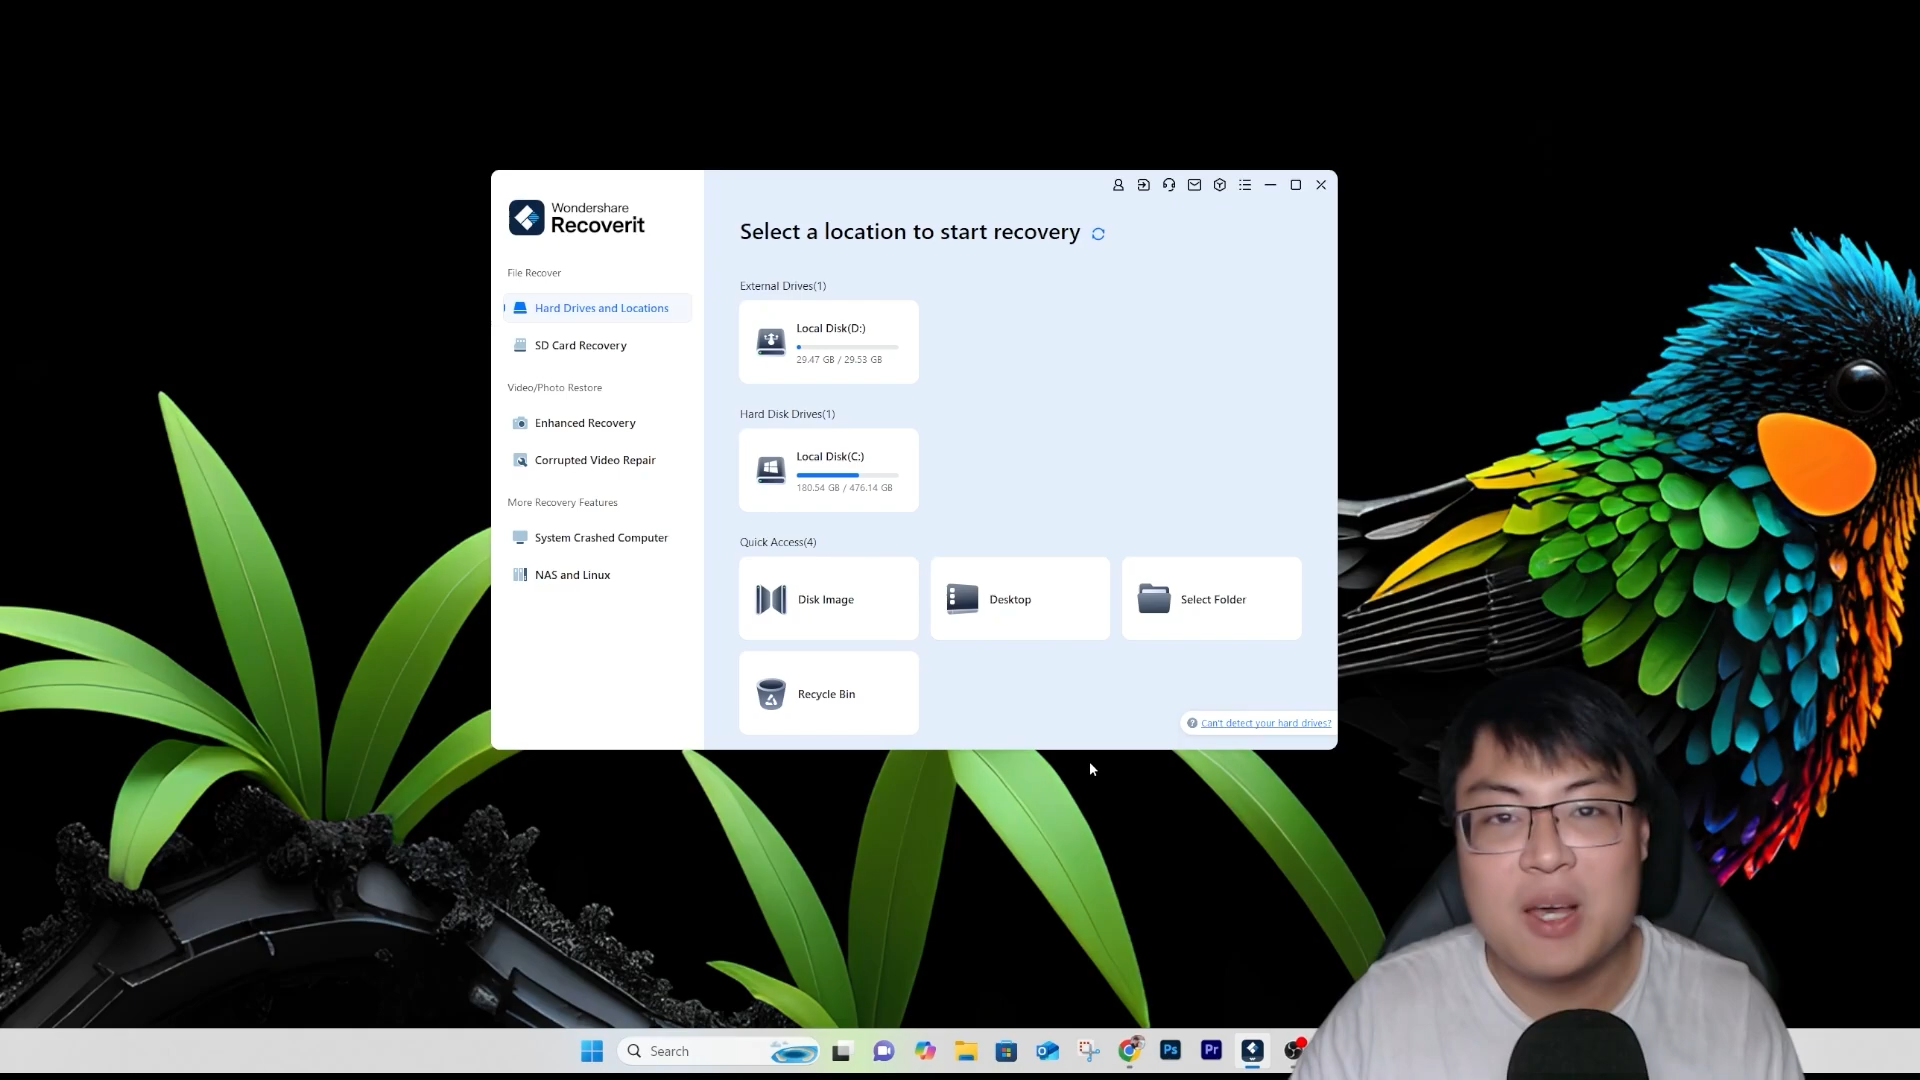 Wondershare
Recoverit
File Recover
Hard Drives and Locations
SD Card Recovery
Video/Photo Restore
Enhanced Recovery
Corrupted Video Repair
More Recovery Features
System Crashed Computer
NAS and Linux
Select a location to start recovery
External Drives(1)
Local Disk(D:)
29.47 GB / 29.53 GB
Hard Disk Drives(1)
Local Disk(C:)
180.54 GB / 476.14 GB
Quick Access(4)
Disk Image
Desktop
Select Folder
Recycle Bin
Can't detect your hard drives?
Search
Ps
Pr